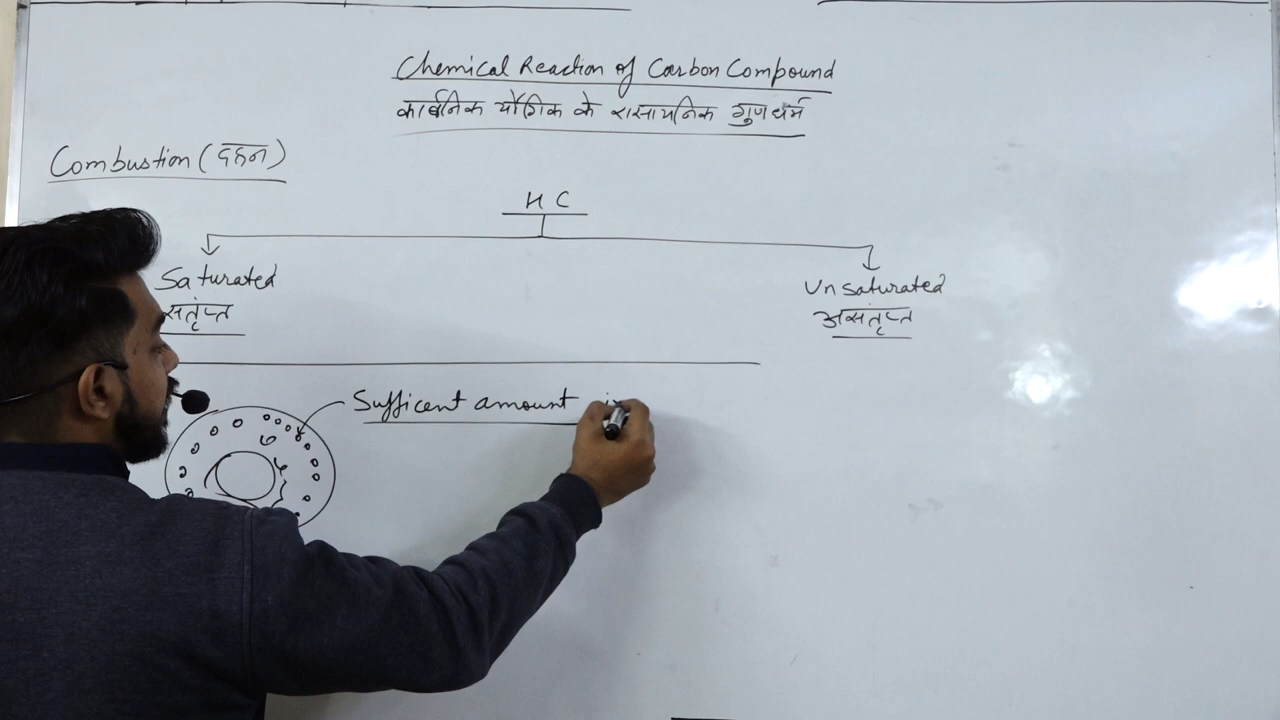 Chemical Reaction of Carbon Compound
कार्बनिक यौगिक के रासायनिक गुणधर्म
Combustion (दहन)
H C
Saturated
संतृप्त
Unsaturated
असंतृप्त
Sufficent amount